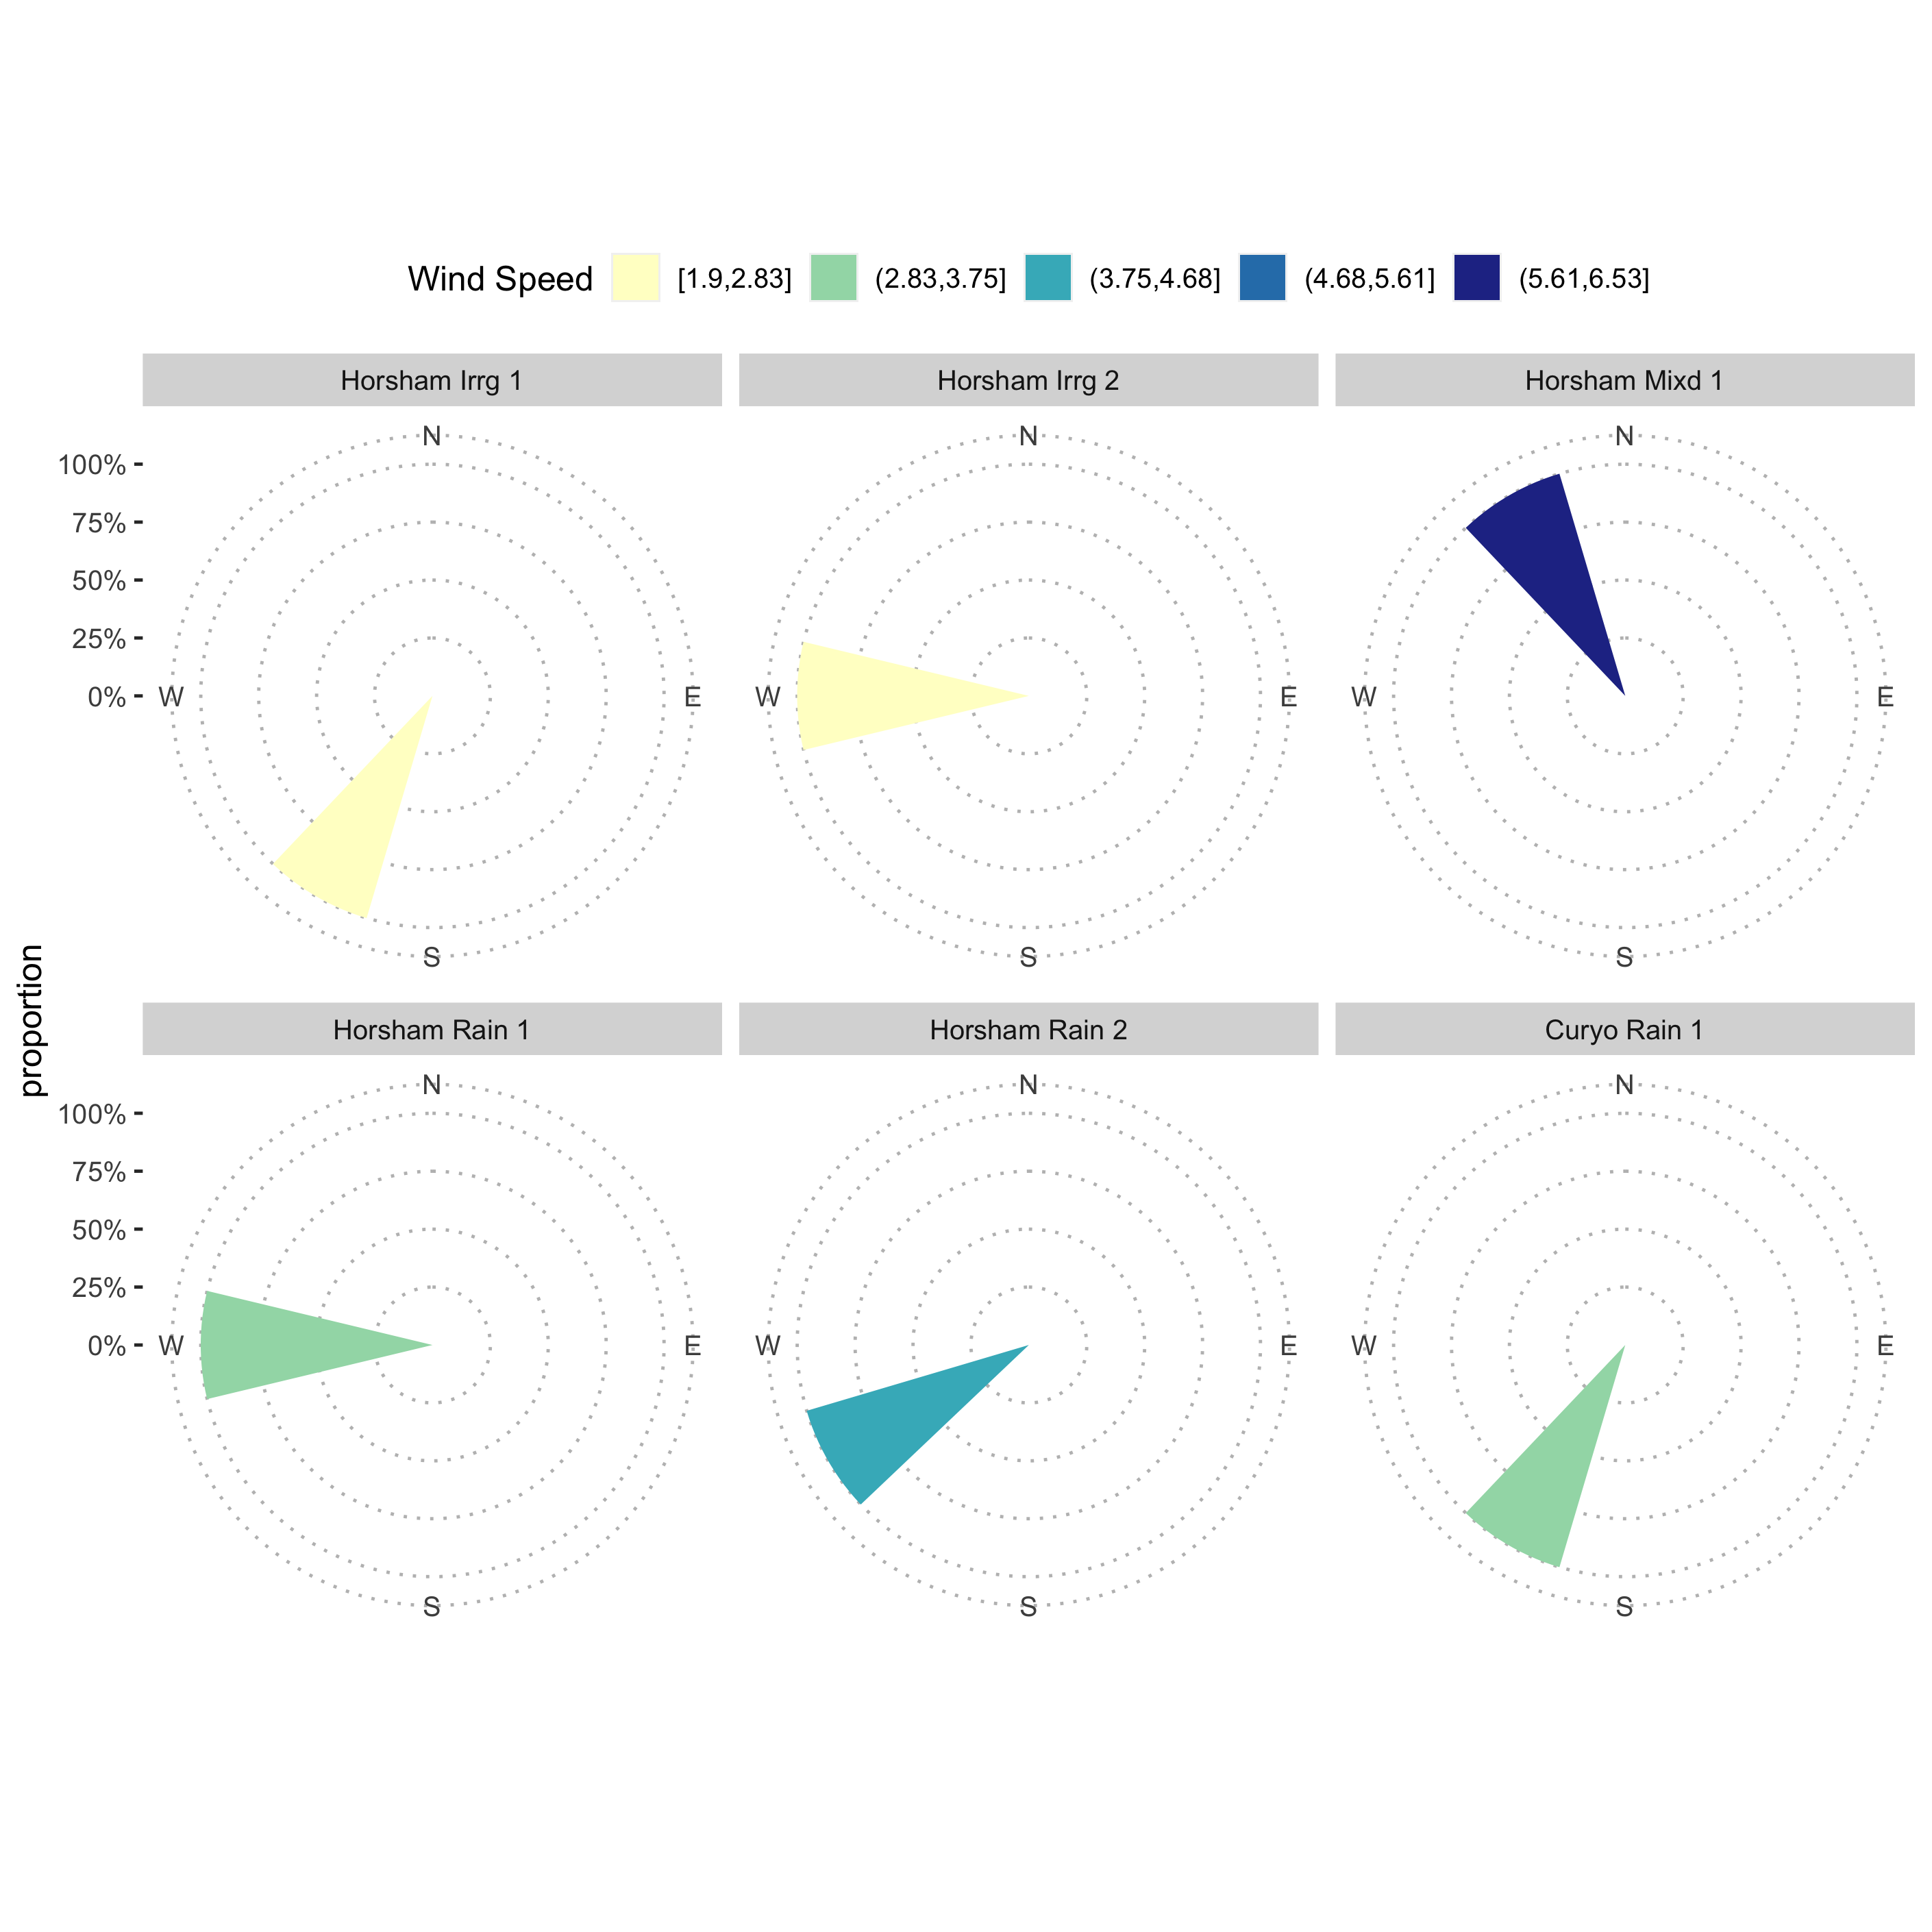 Wind Speed [1.9,2.83] (2.83,3.75] (3.75,4.68] (4.68,5.61] (5.61,6.53]
Horsham Irrg 1 Horsham Irrg 2 Horsham Mixd 1
N N N
100%
75%
50%
25%
0% W E W E W E
S S S
proportion
Horsham Rain 1 Horsham Rain 2 Curyo Rain 1
N N N
100%
75%
50%
25%
0% W E W E W E
S S S